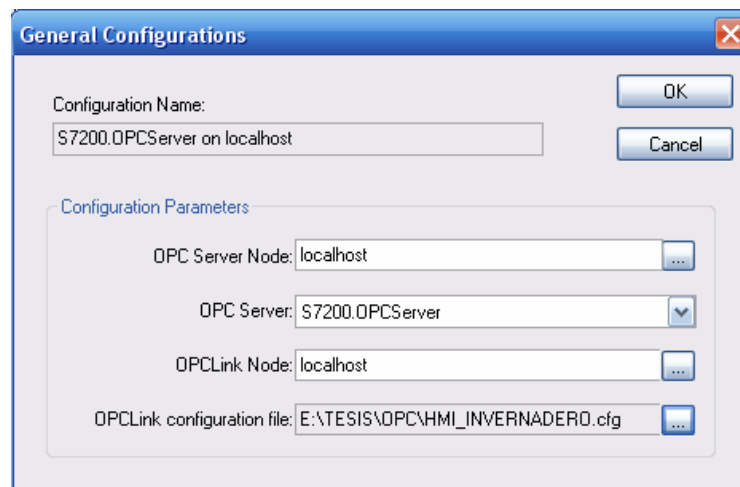 General Configurations
Configuration Name:
OK
S7200.OPCServer on localhost
Cancel
Configuration Parameters
OPC Server Node: localhost ...
OPC Server: S7200.OPCServer
OPCLink Node: localhost ...
OPCLink configuration file: E:\TESIS\OPC\HMI_INVERNADERO.cfg ...